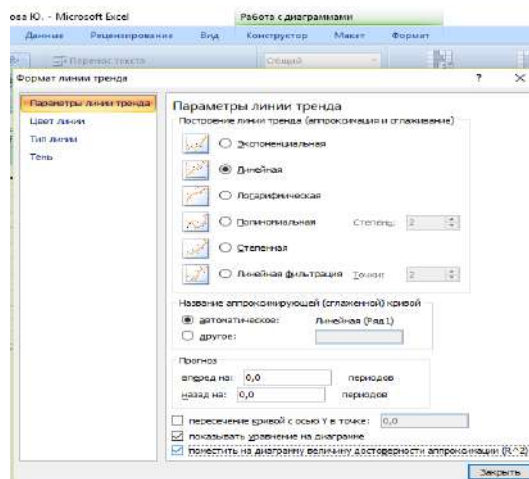 ова Ю. - Microsoft Excel
Работа с диаграммами
Данные Рецензирование Вид Конструктор Макет Формат
Перенос текста Общий
Формат линии тренда ? ×
Параметры линии тренда
Цвет линии
Тип линии
Тень
Параметры линии тренда
Построение линии тренда (аппроксимация и сглаживание)
Экспоненциальная
Линейная
Логарифмическая
Полиномиальная Степень: 2
Степенная
Линейная фильтрация Точки: 2
Название аппроксимирующей (сглаженной) кривой
автоматическое: Линейная (Ряд1)
другое:
Прогноз
вперед на: 0,0 периодов
назад на: 0,0 периодов
пересечение кривой с осью Y в точке: 0,0
показывать уравнение на диаграмме
поместить на диаграмму величину достоверности аппроксимации (R^2)
Закрыть